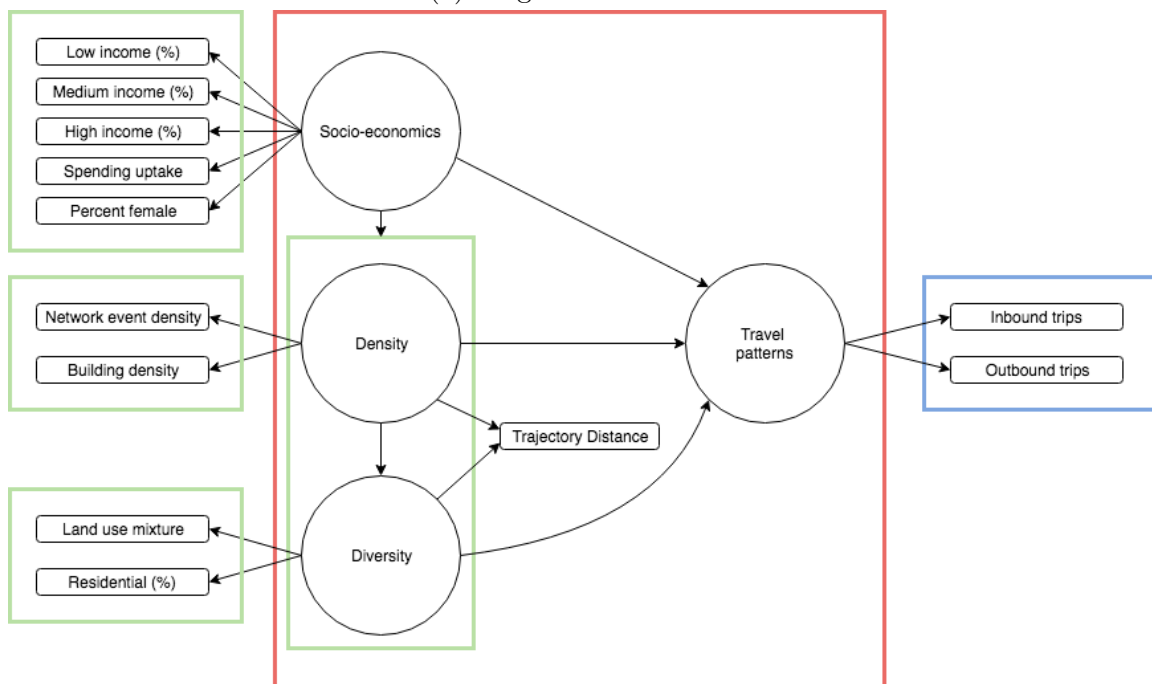 Low income (%)
Medium income (%)
High income (%)
Spending uptake
Percent female
Socio-economics
Network event density
Building density
Density
Travel
patterns
Inbound trips
Outbound trips
Trajectory Distance
Land use mixture
Residential (%)
Diversity